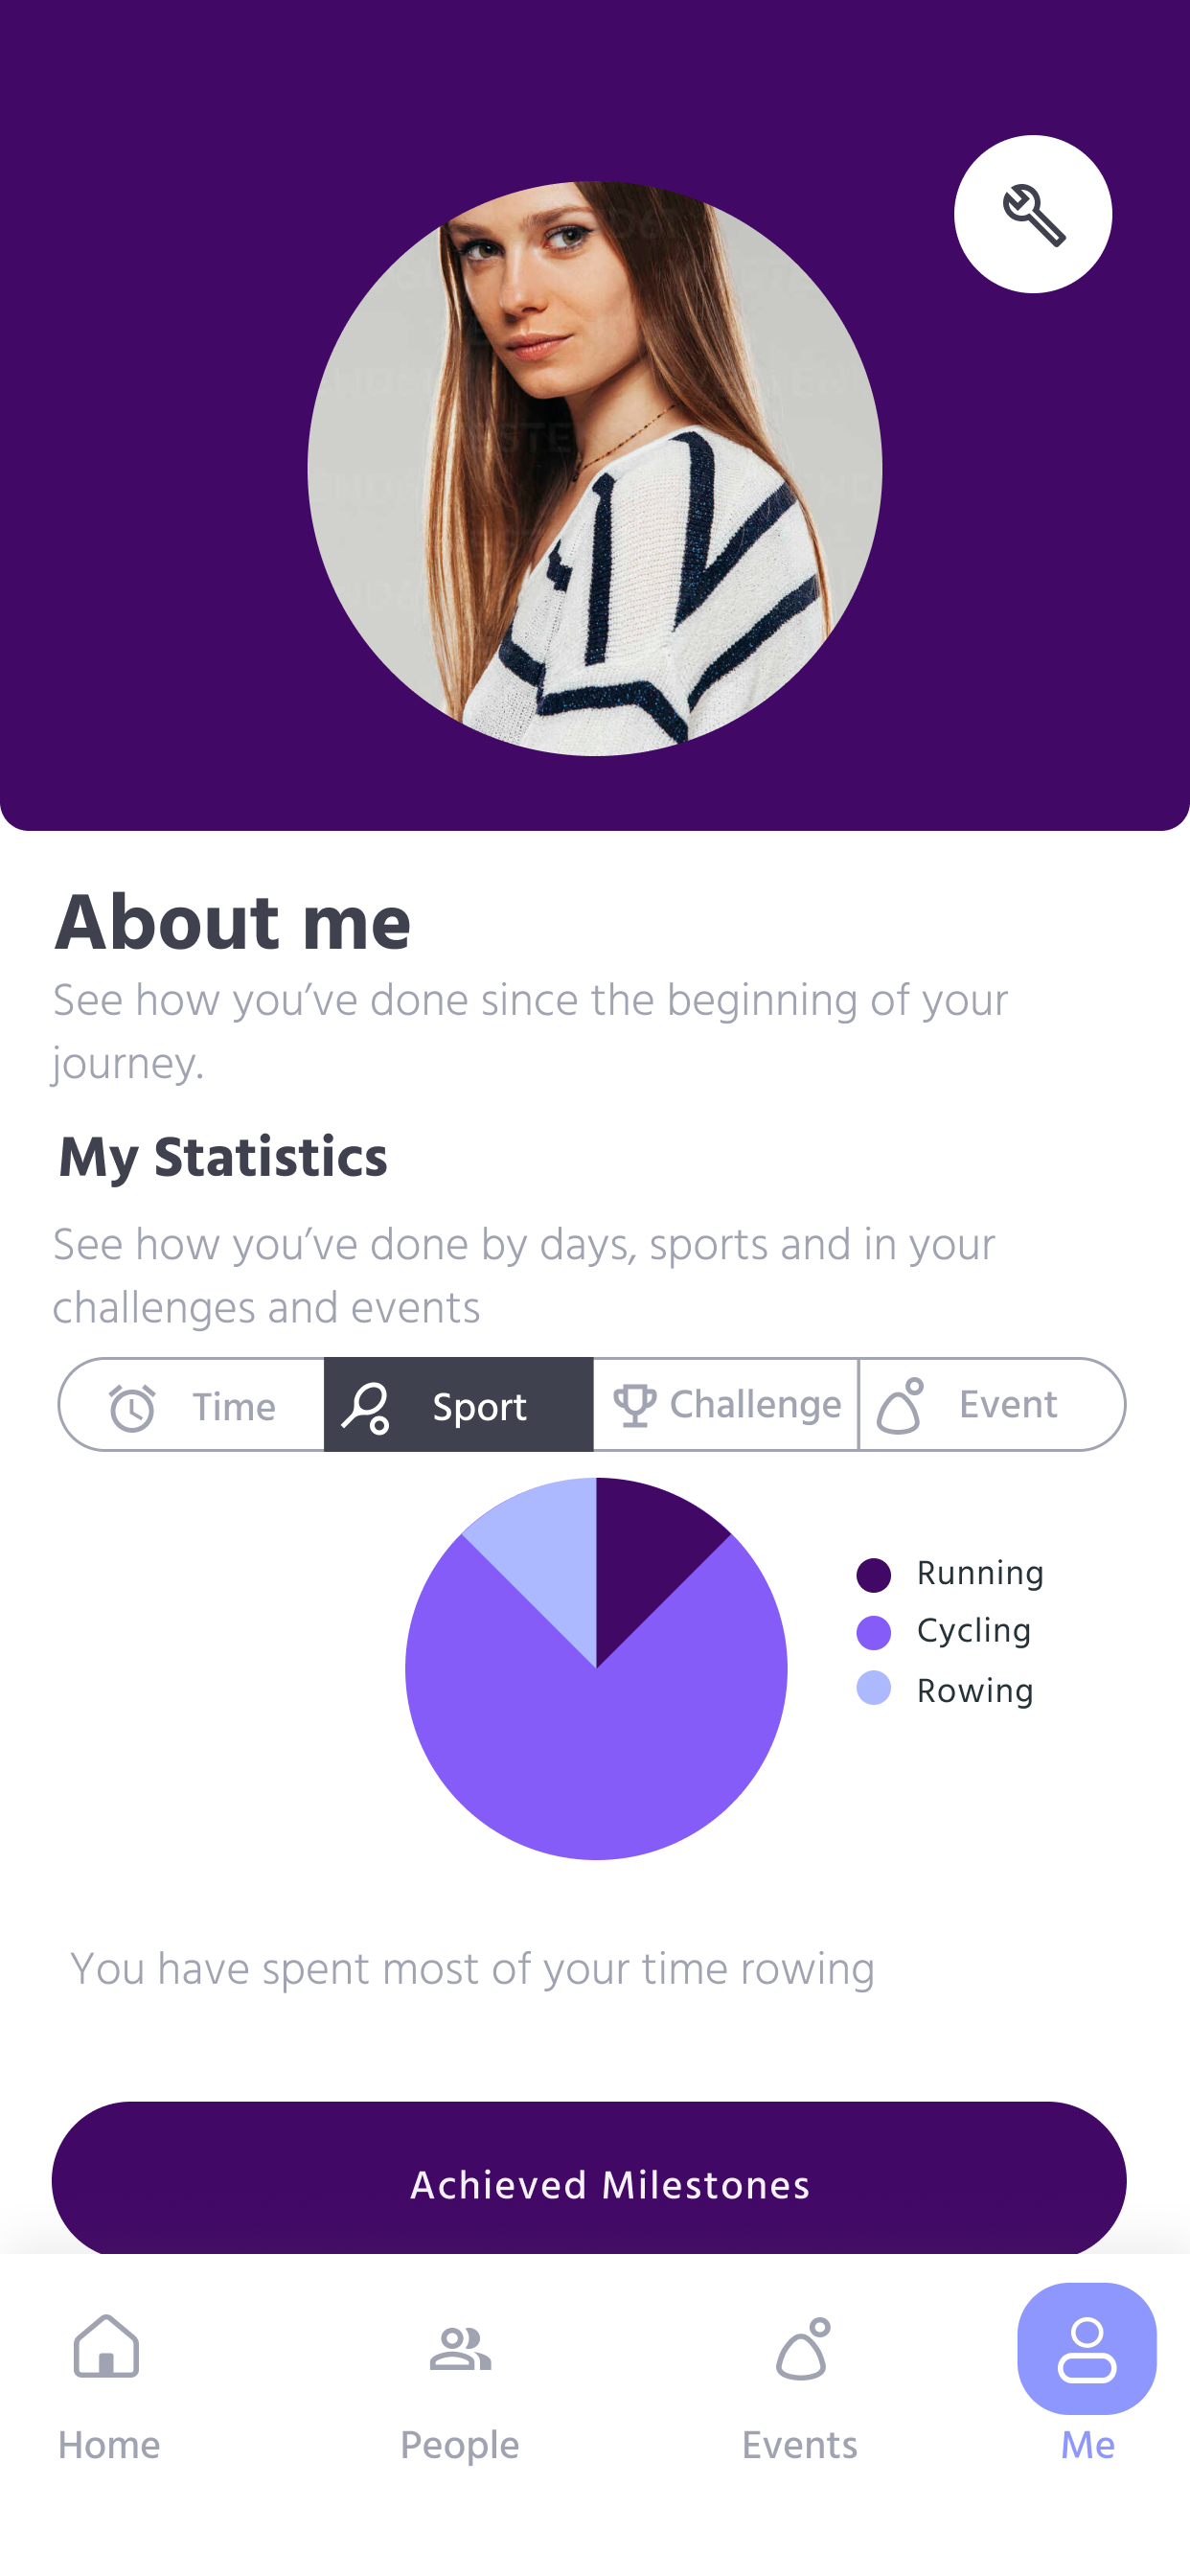 About me
See how you’ve done since the beginning of your
journey.
My Statistics
See how you’ve done by days, sports and in your
challenges and events
Time Sport Challenge Event
Running
Cycling
Rowing
You have spent most of your time rowing
Achieved Milestones
Home People Events Me